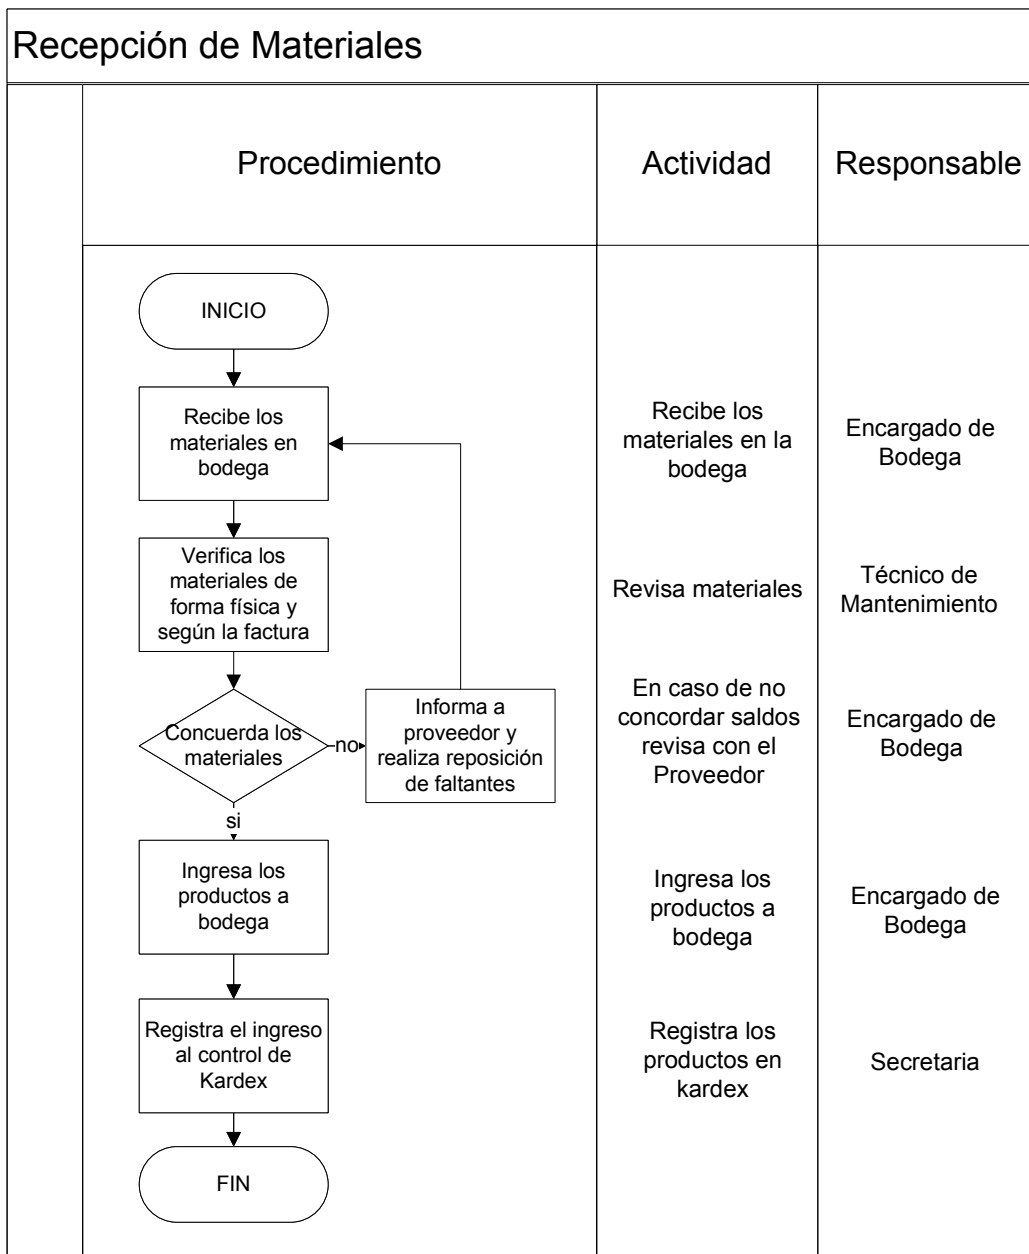 Recepción de Materiales
Procedimiento
Actividad
Responsable
INICIO
Recibe los
materiales en
bodega
Recibe los
materiales en la
bodega
Encargado de
Bodega
Verifica los
materiales de
forma física y
según la factura
Revisa materiales
Técnico de
Mantenimiento
Concuerda los
materiales
no
Informa a
proveedor y
realiza reposición
de faltantes
En caso de no
concordar saldos
revisa con el
Proveedor
Encargado de
Bodega
si
Ingresa los
productos a
bodega
Ingresa los
productos a
bodega
Encargado de
Bodega
Registra el ingreso
al control de
Kardex
Registra los
productos en
kardex
Secretaria
FIN